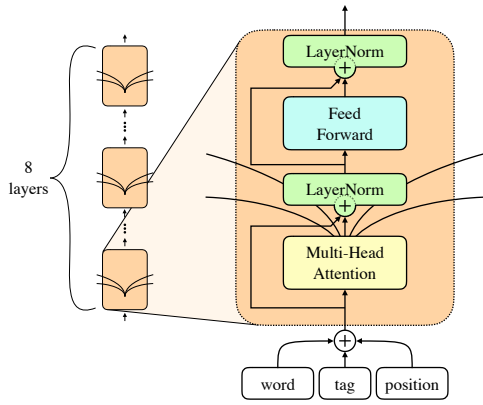 8
layers
LayerNorm
+
Feed
Forward
LayerNorm
+
Multi-Head
Attention
+
word
tag
position